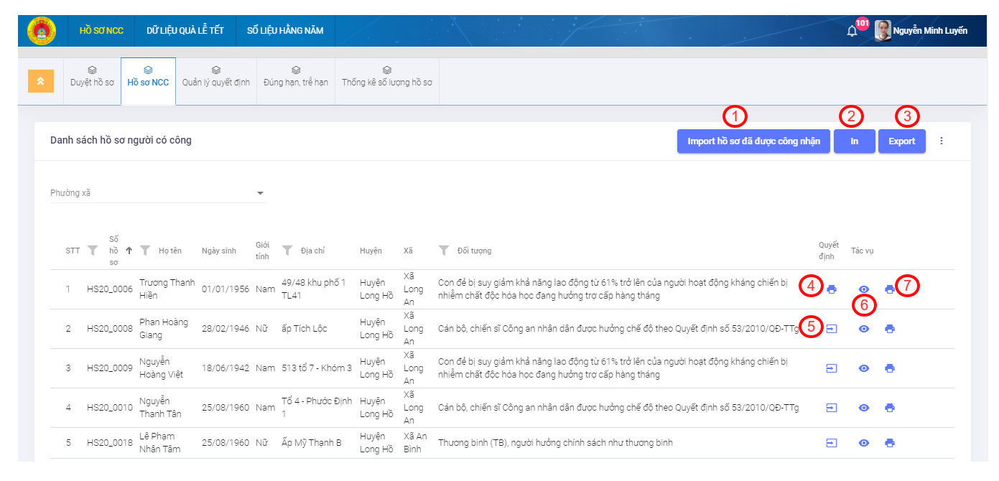 HỒ SƠ NCC DỮ LIỆU QUÀ LỄ TẾT SỐ LIỆU HẰNG NĂM 101 Nguyễn Minh Luyến
Duyệt hồ sơ Hồ sơ NCC Quản lý quyết định Đúng hạn, trễ hạn Thống kê số lượng hồ sơ
1 2 3
Danh sách hồ sơ người có công Import hồ sơ đã được công nhận In Export
Phường xã
STT Số hồ sơ Họ tên Ngày sinh Giới tính Địa chỉ Huyện Xã Đối tượng Quyết định Tác vụ
1 HS20_0006 Trương Thanh Hiền 01/01/1956 Nam 49/48 khu phố 1 TL41 Huyện Long Hồ Xã Long An Con đẻ bị suy giảm khả năng lao động từ 61% trở lên của người hoạt động kháng chiến bị nhiễm chất độc hóa học đang hưởng trợ cấp hàng tháng 4 7
6
2 HS20_0008 Phan Hoàng Giang 28/02/1946 Nữ ấp Tích Lộc Huyện Long Hồ Xã Long An Cán bộ, chiến sĩ Công an nhân dân được hưởng chế độ theo Quyết định số 53/2010/QĐ-TTg 5
3 HS20_0009 Nguyễn Hoàng Việt 18/06/1942 Nam 513 tổ 7 - Khóm 3 Huyện Long Hồ Xã Long An Con đẻ bị suy giảm khả năng lao động từ 61% trở lên của người hoạt động kháng chiến bị nhiễm chất độc hóa học đang hưởng trợ cấp hàng tháng
4 HS20_0010 Nguyễn Thanh Tân 25/08/1960 Nam Tổ 4 - Phước Định 1 Huyện Long Hồ Xã Long An Cán bộ, chiến sĩ Công an nhân dân được hưởng chế độ theo Quyết định số 53/2010/QĐ-TTg
5 HS20_0018 Lê Phạm Nhân Tâm 25/08/1960 Nữ Ấp Mỹ Thạnh B Huyện Long Hồ Xã An Bình Thương binh (TB), người hưởng chính sách như thương binh